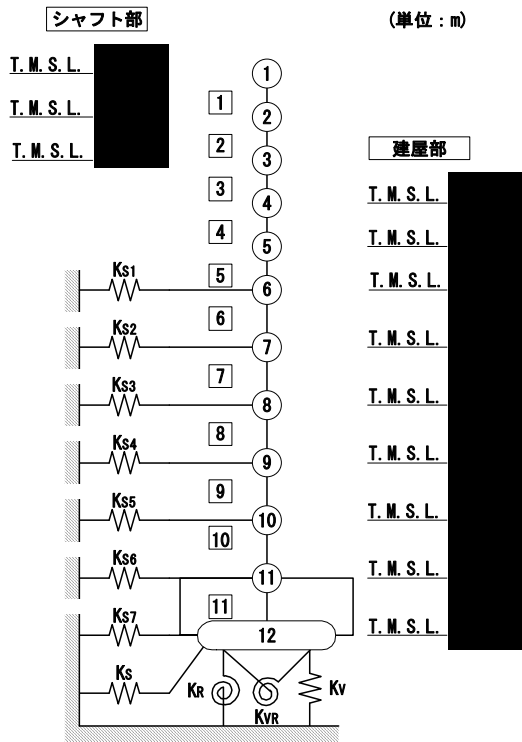 シャフト部
(単位：m)
T.M.S.L.
T.M.S.L.
T.M.S.L.
1
1
2
2
3
建屋部
3
4
T.M.S.L.
4
5
T.M.S.L.
KS1
5
6
T.M.S.L.
6
KS2
7
T.M.S.L.
7
KS3
8
T.M.S.L.
8
KS4
9
T.M.S.L.
9
KS5
10
T.M.S.L.
10
KS6
11
T.M.S.L.
11
KS7
12
T.M.S.L.
KS
KR
KVR
KV